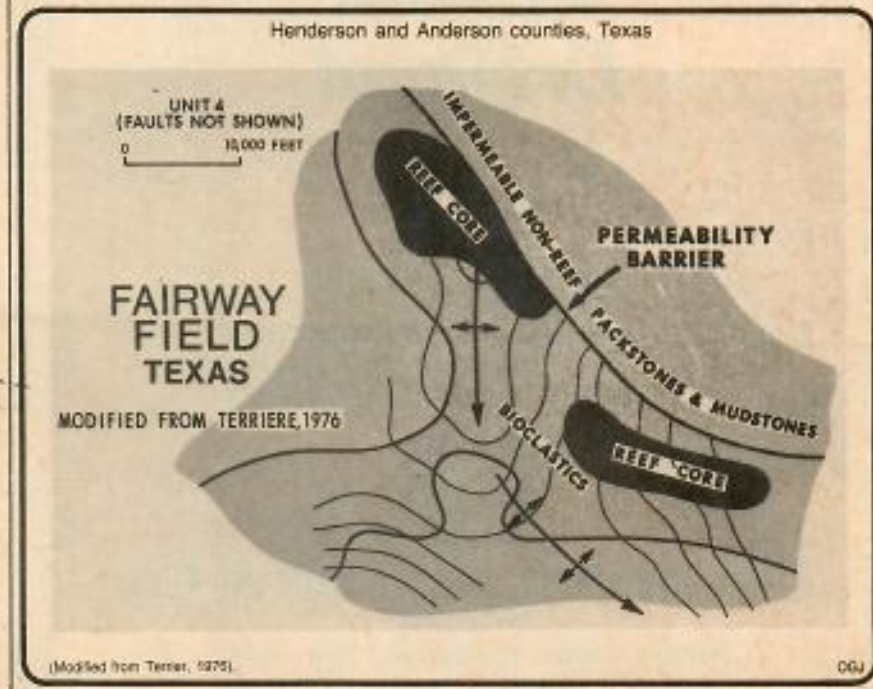 Henderson and Anderson counties, Texas
UNIT 4
(FAULTS NOT SHOWN)
0 10,000 FEET
IMPERMEABLE NON-REEF PACKSTONES & MUDSTONES
REEF CORE
PERMEABILITY
BARRIER
FAIRWAY
FIELD
TEXAS
MODIFIED FROM TERRIERE, 1976
BIOCLASTICS
REEF CORE
(Modified from Terrier, 1976).
OGJ